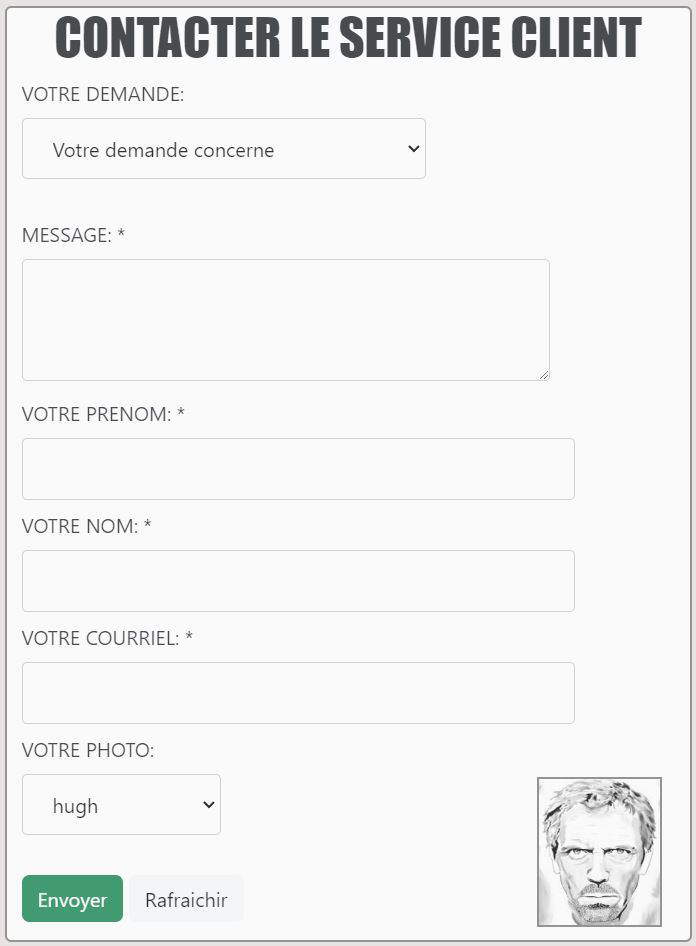 CONTACTER LE SERVICE CLIENT
VOTRE DEMANDE:
Votre demande concerne
MESSAGE: *
VOTRE PRENOM: *
VOTRE NOM: *
VOTRE COURRIEL: *
VOTRE PHOTO:
hugh
Envoyer Rafraichir